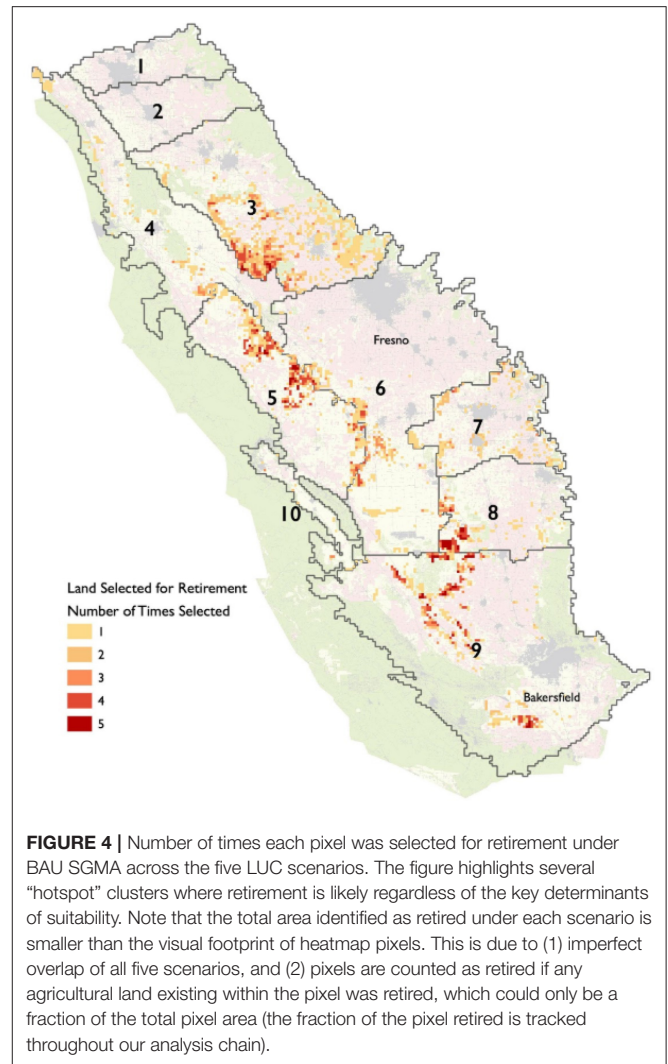 1
2
3
4
Fresno
6
5
7
10
8
Land Selected for Retirement
Number of Times Selected
1
2
3
4
5
9
Bakersfield
FIGURE 4 | Number of times each pixel was selected for retirement under
BAU SGMA across the five LUC scenarios. The figure highlights several
“hotspot” clusters where retirement is likely regardless of the key determinants
of suitability. Note that the total area identified as retired under each scenario is
smaller than the visual footprint of heatmap pixels. This is due to (1) imperfect
overlap of all five scenarios, and (2) pixels are counted as retired if any
agricultural land existing within the pixel was retired, which could only be a
fraction of the total pixel area (the fraction of the pixel retired is tracked
throughout our analysis chain).